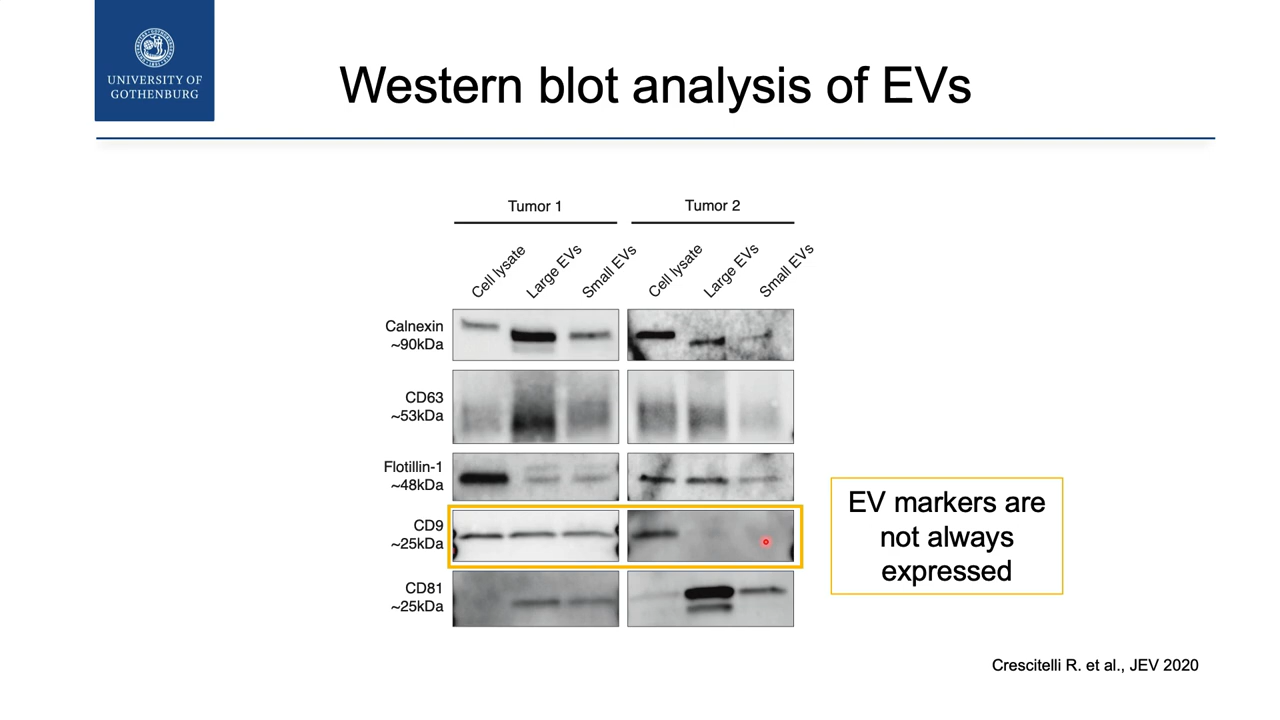 UNIVERSITY OF
GOTHENBURG
Western blot analysis of EVs
Tumor 1
Tumor 2
Cell lysate
Large EVs
Small EVs
Cell lysate
Large EVs
Small EVs
Calnexin
~90kDa
CD63
~53kDa
Flotillin-1
~48kDa
CD9
~25kDa
CD81
~25kDa
EV markers are
not always
expressed
Crescitelli R. et al., JEV 2020